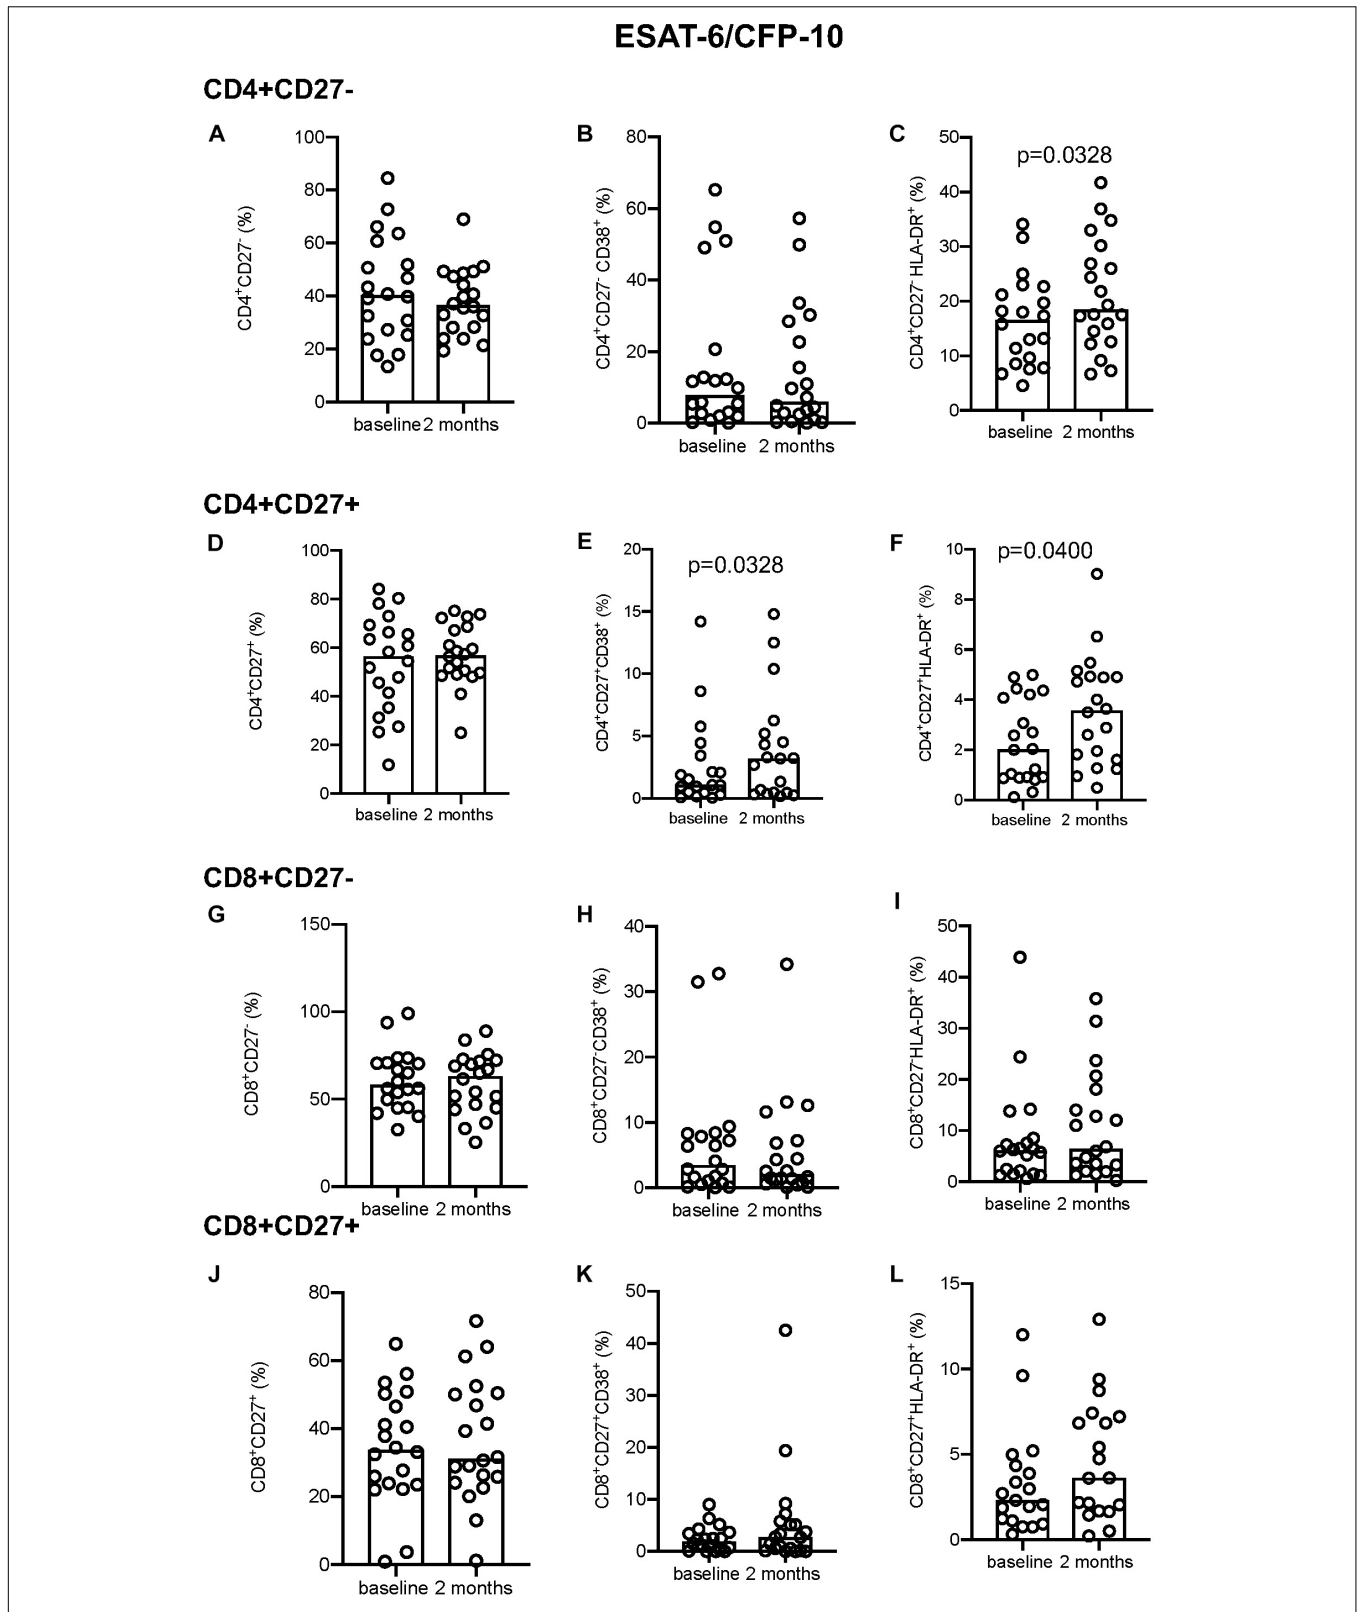 ESAT-6/CFP-10
CD4+CD27-
A
CD4⁺CD27⁻ (%)
100
80
60
40
20
0
baseline 2 months
B
CD4⁺CD27⁻ CD38⁺ (%)
80
60
40
20
0
baseline 2 months
C
CD4⁺CD27⁻ HLA-DR⁺ (%)
50
40
30
20
10
0
p=0.0328
baseline 2 months
CD4+CD27+
D
CD4⁺CD27⁺ (%)
100
80
60
40
20
0
baseline 2 months
E
CD4⁺CD27⁺CD38⁺ (%)
20
15
10
5
0
p=0.0328
baseline 2 months
F
CD4⁺CD27⁺HLA-DR⁺ (%)
10
8
6
4
2
0
p=0.0400
baseline 2 months
CD8+CD27-
G
CD8⁺CD27⁻ (%)
150
100
50
0
baseline 2 months
H
CD8⁺CD27⁻CD38⁺ (%)
40
30
20
10
0
baseline 2 months
I
CD8⁺CD27⁻HLA-DR⁺ (%)
50
40
30
20
10
0
baseline 2 months
CD8+CD27+
J
CD8⁺CD27⁺ (%)
80
60
40
20
0
baseline 2 months
K
CD8⁺CD27⁺CD38⁺ (%)
50
40
30
20
10
0
baseline 2 months
L
CD8⁺CD27⁺HLA-DR⁺ (%)
15
10
5
0
baseline 2 months